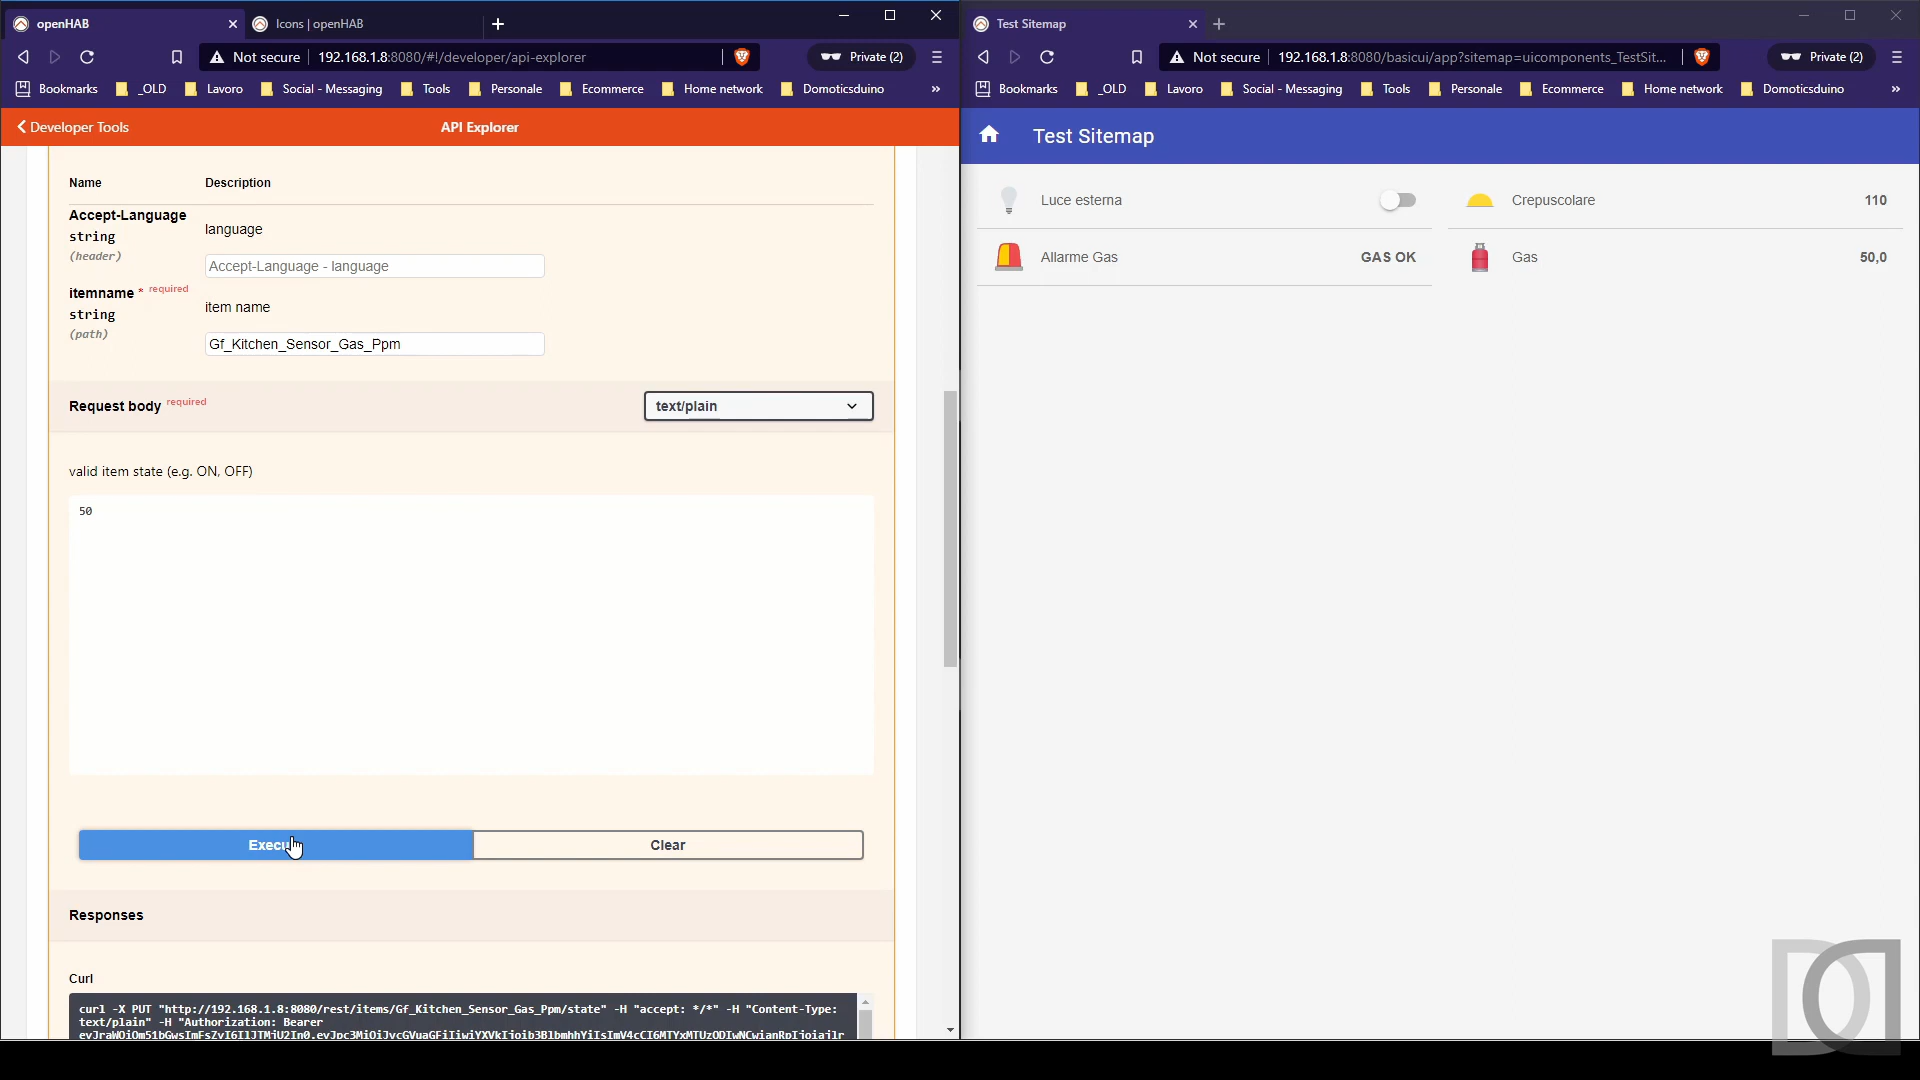 openHAB
Icons | openHAB
Not secure
192.168.1.8:8080/#!/developer/api-explorer
Private (2)
Bookmarks
_OLD
Lavoro
Social - Messaging
Tools
Personale
Ecommerce
Home network
Domoticsduino
»
Developer Tools
API Explorer
Name
Description
Accept-Language
string
(header)
language
Accept-Language - language
itemname * required
string
(path)
item name
Gf_Kitchen_Sensor_Gas_Ppm
Request body required
text/plain
valid item state (e.g. ON, OFF)
50
Clear
Responses
Curl
curl -X PUT "http://192.168.1.8:8080/rest/items/Gf_Kitchen_Sensor_Gas_Ppm/state" -H "accept: */*" -H "Content-Type:
text/plain" -H "Authorization: Bearer
Test Sitemap
Not secure
192.168.1.8:8080/basicui/app?sitemap=uicomponents_TestSit...
Private (2)
Bookmarks
_OLD
Lavoro
Social - Messaging
Tools
Personale
Ecommerce
Home network
Domoticsduino
»
Test Sitemap
Luce esterna
Crepuscolare
110
Allarme Gas
GAS OK
Gas
50,0